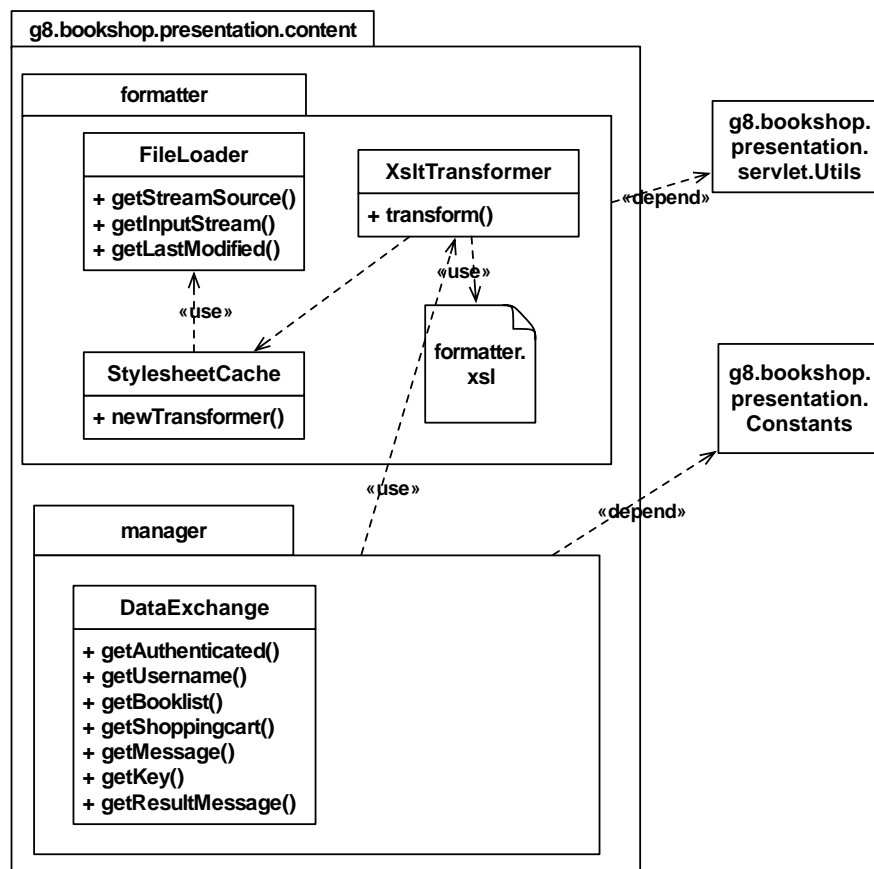 g8.bookshop.presentation.content
formatter
FileLoader
+ getStreamSource()
+ getInputStream()
+ getLastModified()
XsltTransformer
+ transform()
«depend»
g8.bookshop.
presentation.
servlet.Utils
«use»
«use»
formatter.
xsl
StylesheetCache
+ newTransformer()
g8.bookshop.
presentation.
Constants
«use»
«depend»
manager
DataExchange
+ getAuthenticated()
+ getUsername()
+ getBooklist()
+ getShoppingcart()
+ getMessage()
+ getKey()
+ getResultMessage()